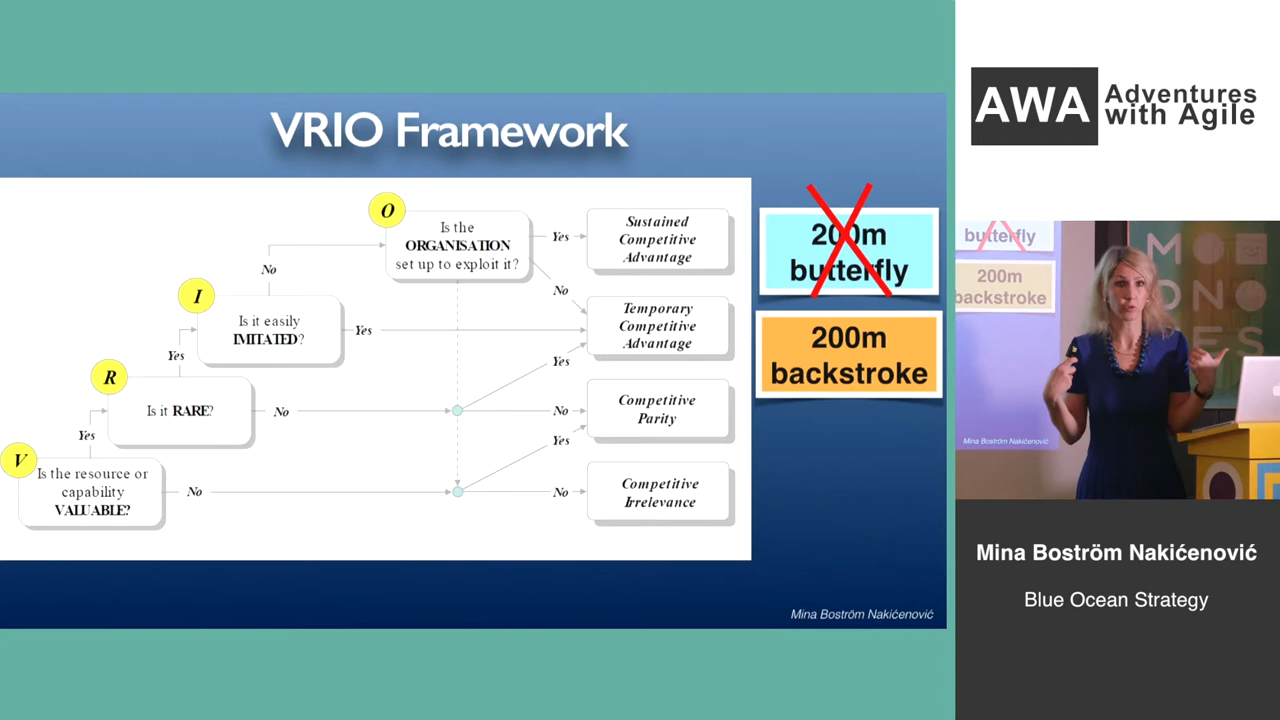 VRIO Framework
O
Is the
ORGANISATION
set up to exploit it?
Yes
No
Sustained
Competitive
Advantage
No
I
Is it easily
IMITATED?
Yes
Temporary
Competitive
Advantage
Yes
R
Is it RARE?
No
Yes
No
Competitive
Parity
Yes
V
Is the resource or
capability
VALUABLE?
No
Yes
No
Competitive
Irrelevance
200m
butterfly
200m
backstroke
Mina Boström Nakićenović
AWA
Adventures
with Agile
butterfly
200m
backstroke
Mina Boström Nakićenović
Mina Boström Nakićenović
Blue Ocean Strategy